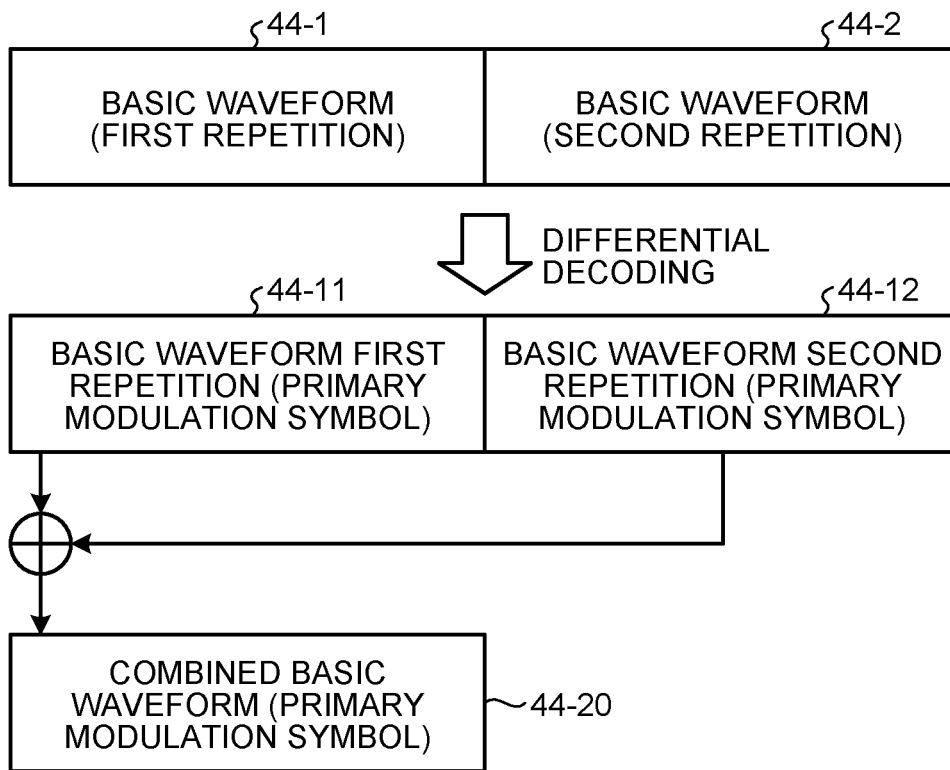 44-1
44-2
BASIC WAVEFORM
(FIRST REPETITION)
BASIC WAVEFORM
(SECOND REPETITION)
DIFFERENTIAL
DECODING
44-11
44-12
BASIC WAVEFORM FIRST
REPETITION (PRIMARY
MODULATION SYMBOL)
BASIC WAVEFORM SECOND
REPETITION (PRIMARY
MODULATION SYMBOL)
COMBINED BASIC
WAVEFORM (PRIMARY
MODULATION SYMBOL)
44-20